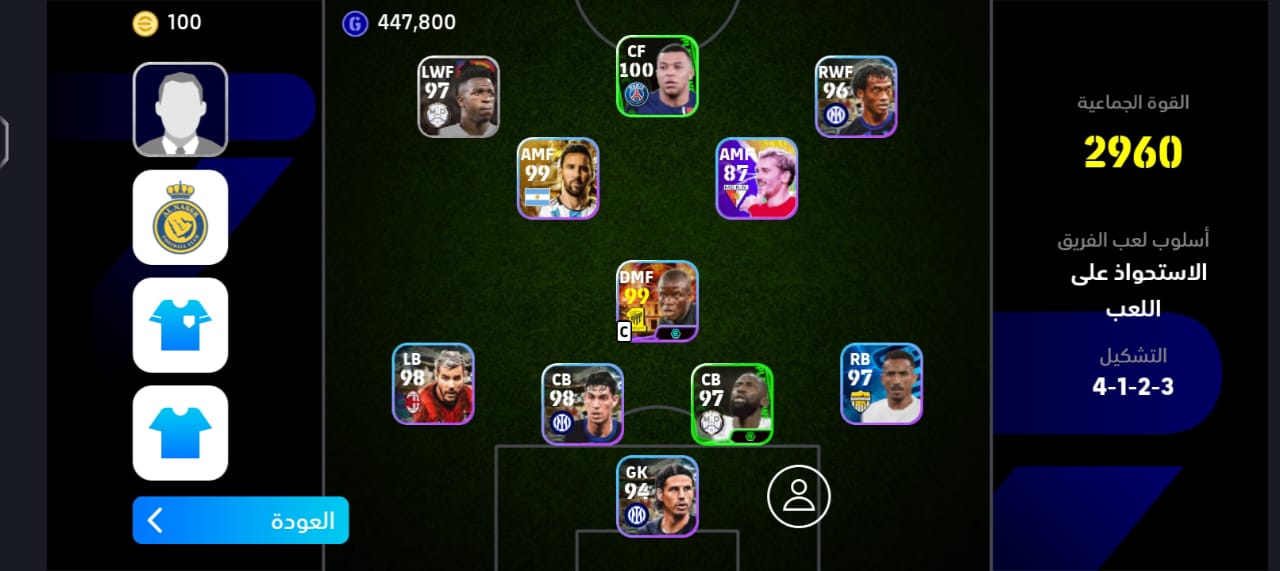 100
447,800
CF
100
LWF
97
RWF
96
AMF
99
AMF
87
DMF
99
C
LB
98
CB
98
CB
97
RB
97
GK
94
القوة الجماعية
2960
أسلوب لعب الفريق
الاستحواذ على
اللعب
التشكيل
4-1-2-3
AL NASSR
العودة